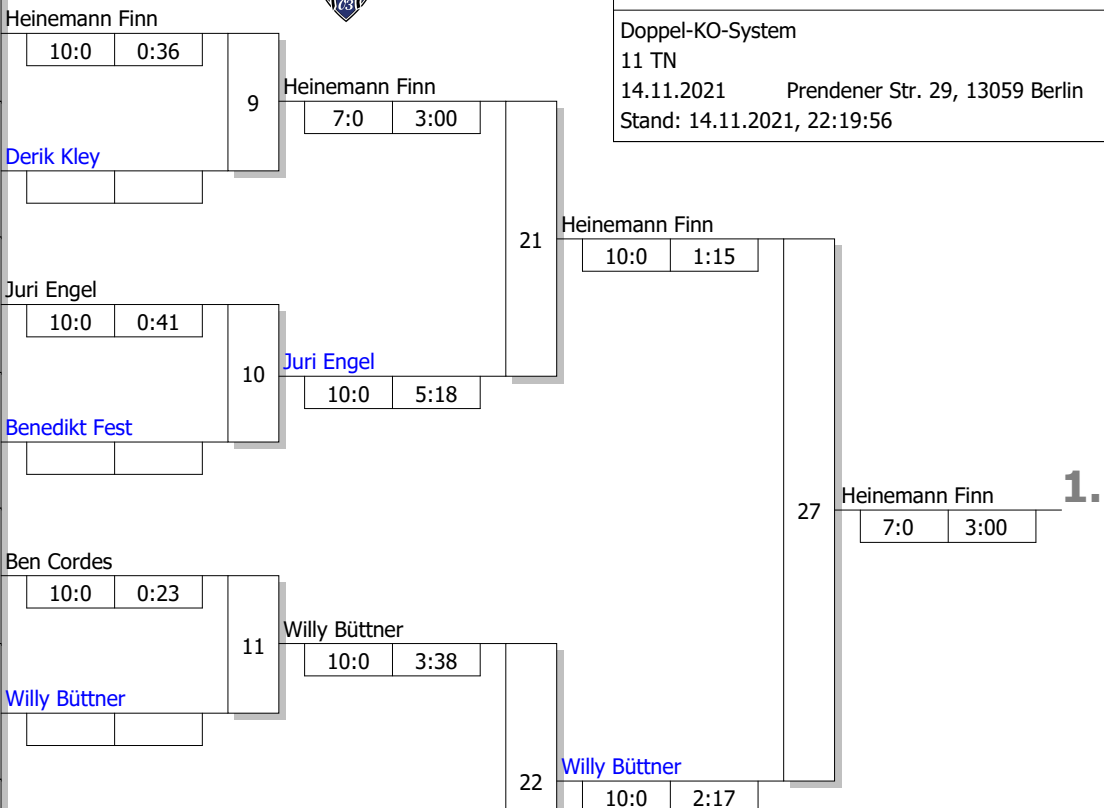 Heinemann Finn
10:0 0:36
C3
Doppel-KO-System
11 TN
14.11.2021 Prendener Str. 29, 13059 Berlin
Stand: 14.11.2021, 22:19:56
9
Heinemann Finn
7:0 3:00
Derik Kley
21
Heinemann Finn
10:0 1:15
Juri Engel
10:0 0:41
10
Juri Engel
10:0 5:18
Benedikt Fest
27
Heinemann Finn
1.
7:0 3:00
Ben Cordes
10:0 0:23
11
Willy Büttner
10:0 3:38
Willy Büttner
22
Willy Büttner
10:0 2:17